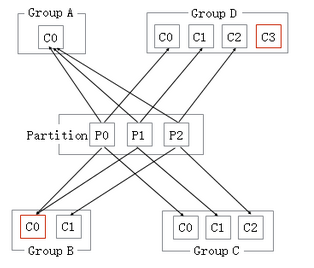 Group A
Group D
C0
C0 C1 C2 C3
Partition P0 P1 P2
C0 C1
C0 C1 C2
Group B
Group C